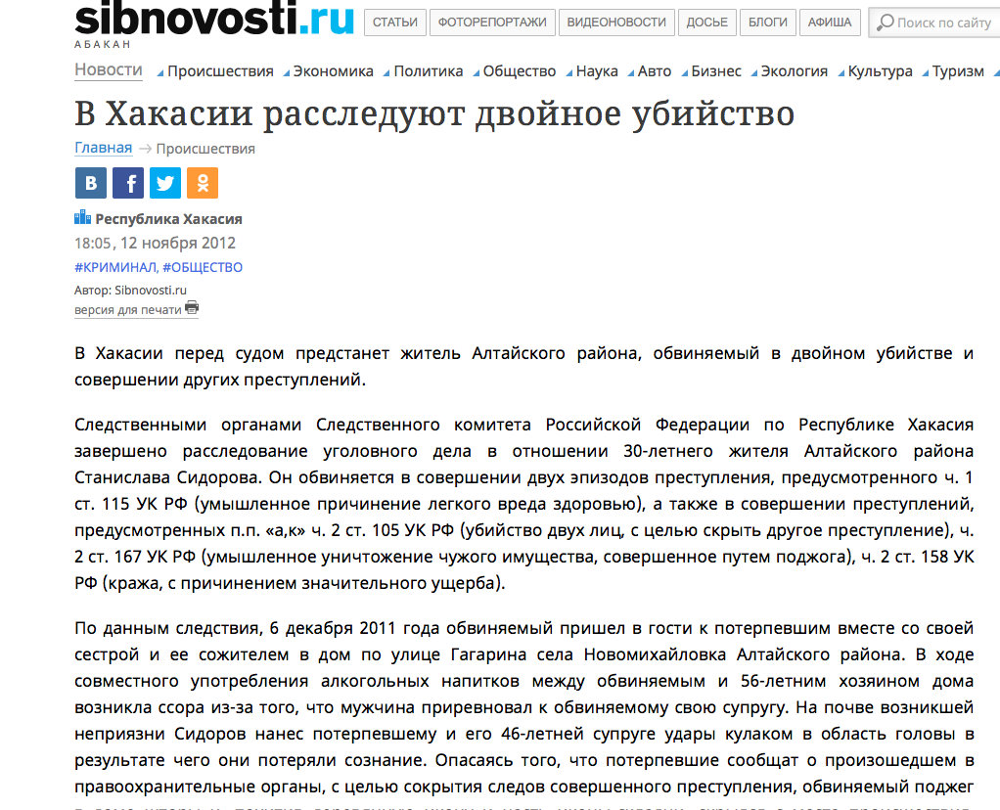 sibnovosti.ru
АБАКАН
СТАТЬИ ФОТОРЕПОРТАЖИ ВИДЕОНОВОСТИ ДОСЬЕ БЛОГИ АФИША Поиск по сайту
Новости Происшествия Экономика Политика Общество Наука Авто Бизнес Экология Культура Туризм
В Хакасии расследуют двойное убийство
Главная → Происшествия
Республика Хакасия
18:05, 12 ноября 2012
#КРИМИНАЛ, #ОБЩЕСТВО
Автор: Sibnovosti.ru
версия для печати
В Хакасии перед судом предстанет житель Алтайского района, обвиняемый в двойном убийстве и
совершении других преступлений.
Следственными органами Следственного комитета Российской Федерации по Республике Хакасия
завершено расследование уголовного дела в отношении 30-летнего жителя Алтайского района
Станислава Сидорова. Он обвиняется в совершении двух эпизодов преступления, предусмотренного ч. 1
ст. 115 УК РФ (умышленное причинение легкого вреда здоровью), а также в совершении преступлений,
предусмотренных п.п. «а,к» ч. 2 ст. 105 УК РФ (убийство двух лиц, с целью скрыть другое преступление), ч.
2 ст. 167 УК РФ (умышленное уничтожение чужого имущества, совершенное путем поджога), ч. 2 ст. 158 УК
РФ (кража, с причинением значительного ущерба).
По данным следствия, 6 декабря 2011 года обвиняемый пришел в гости к потерпевшим вместе со своей
сестрой и ее сожителем в дом по улице Гагарина села Новомихайловка Алтайского района. В ходе
совместного употребления алкогольных напитков между обвиняемым и 56-летним хозяином дома
возникла ссора из-за того, что мужчина приревновал к обвиняемому свою супругу. На почве возникшей
неприязни Сидоров нанес потерпевшему и его 46-летней супруге удары кулаком в область головы в
результате чего они потеряли сознание. Опасаясь того, что потерпевшие сообщат о произошедшем в
правоохранительные органы, с целью сокрытия следов совершенного преступления, обвиняемый поджег